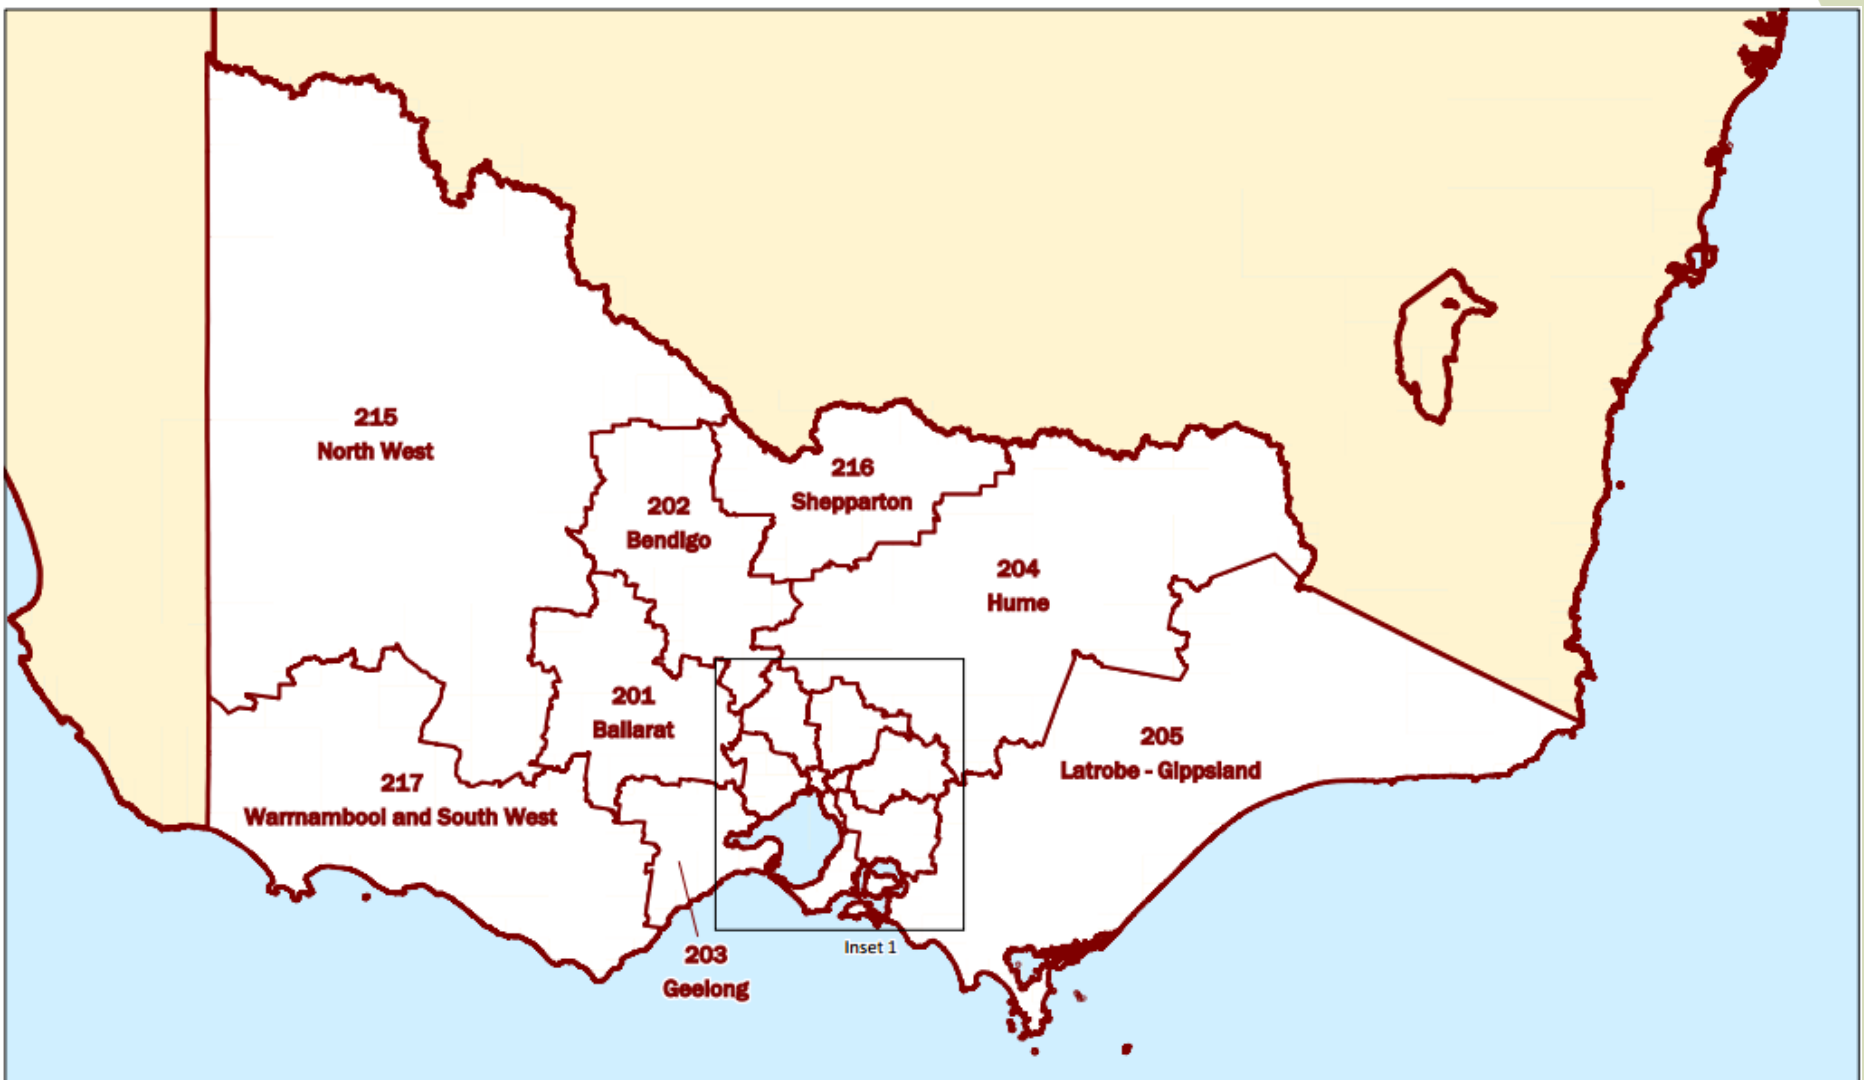 215
North West
216
Shepparton
202
Bendigo
204
Hume
201
Ballarat
205
Latrobe - Gippsland
217
Warrnambool and South West
Inset 1
203
Geelong